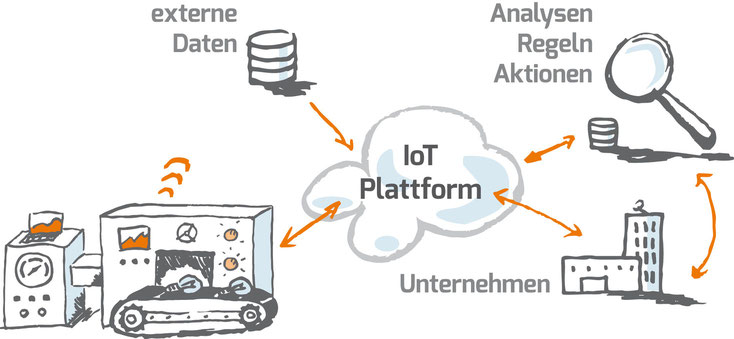 externe
Daten
Analysen
Regeln
Aktionen
IoT
Plattform
Unternehmen